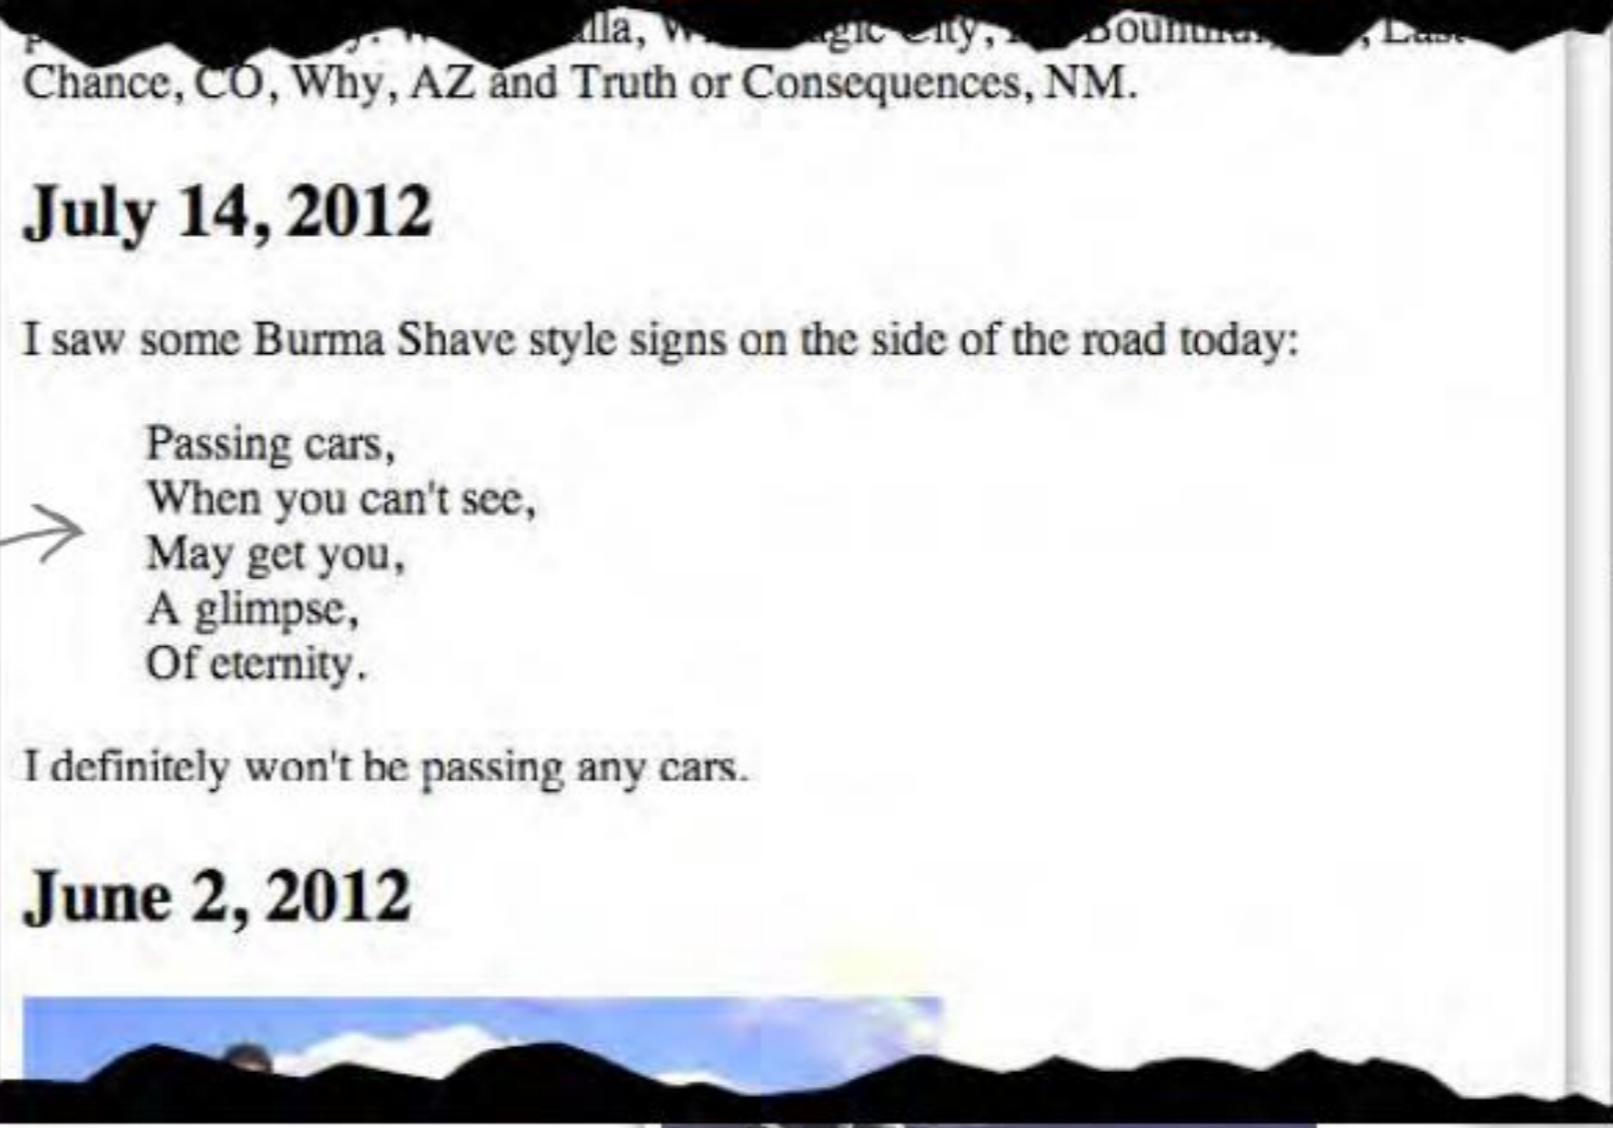 City,
Chance, CO, Why, AZ and Truth or Consequences, NM.
July 14, 2012
I saw some Burma Shave style signs on the side of the road today:
Passing cars,
When you can't see,
May get you,
A glimpse,
Of eternity.
I definitely won't be passing any cars.
June 2, 2012